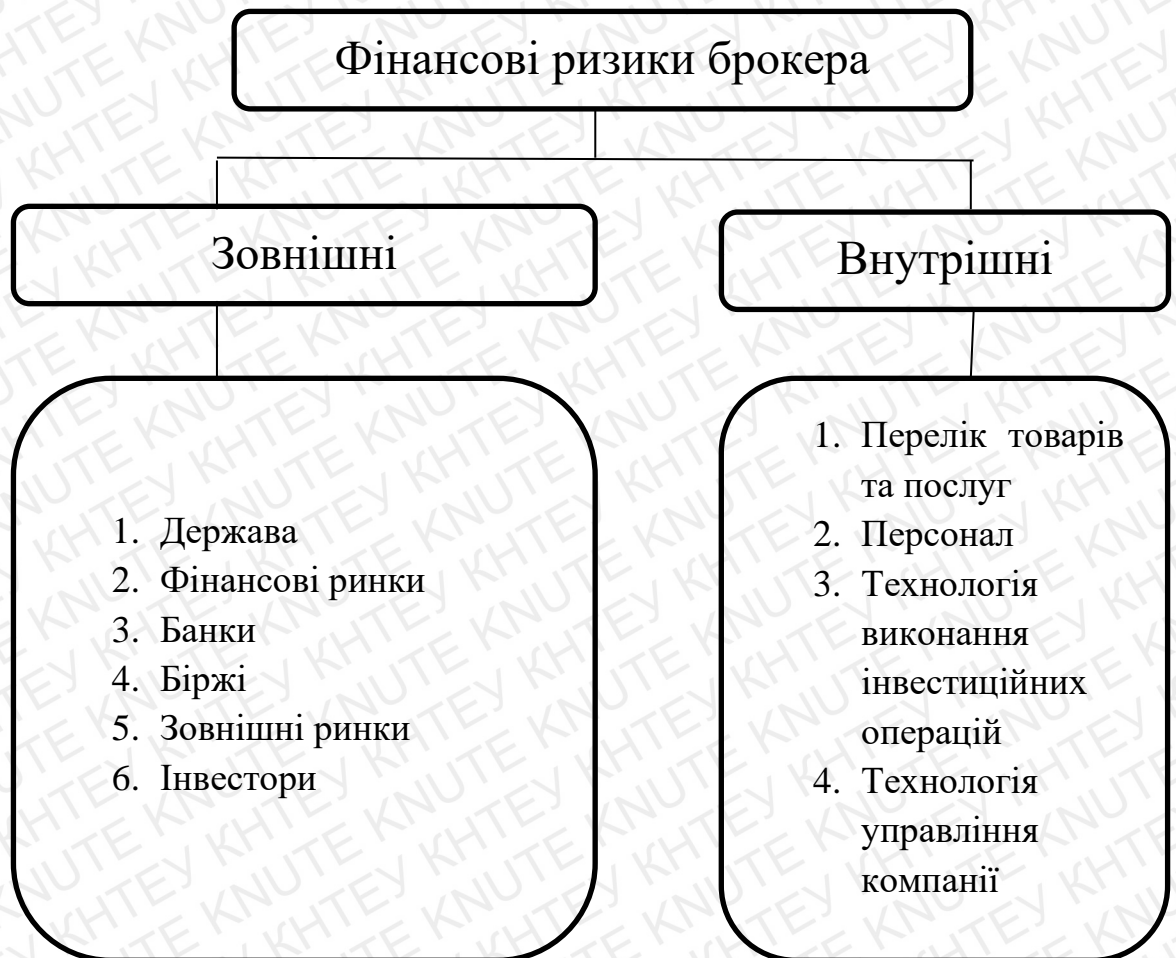 Фінансові ризики брокера
Зовнішні
Внутрішні
1. Держава
2. Фінансові ринки
3. Банки
4. Біржі
5. Зовнішні ринки
6. Інвестори
1. Перелік товарів
та послуг
2. Персонал
3. Технологія
виконання
інвестиційних
операцій
4. Технологія
управління
компанії